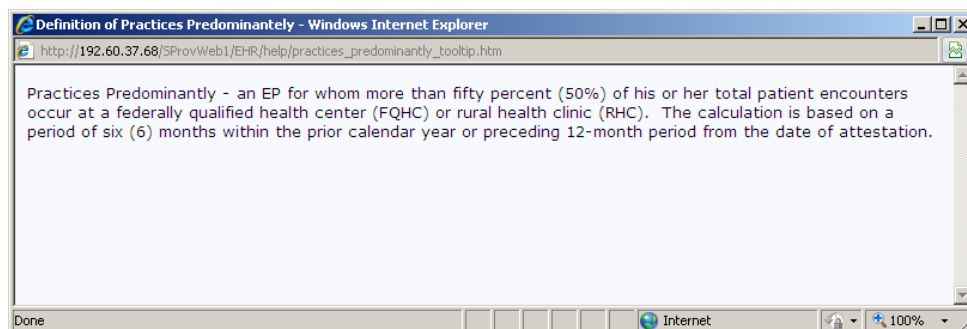 Definition of Practices Predominantely - Windows Internet Explorer
http://192.60.37.68/SProvWeb1/EHR/help/practices_predominantly_tooltip.htm
Practices Predominantly - an EP for whom more than fifty percent (50%) of his or her total patient encounters
occur at a federally qualified health center (FQHC) or rural health clinic (RHC).  The calculation is based on a
period of six (6) months within the prior calendar year or preceding 12-month period from the date of attestation.
Done Internet 100%